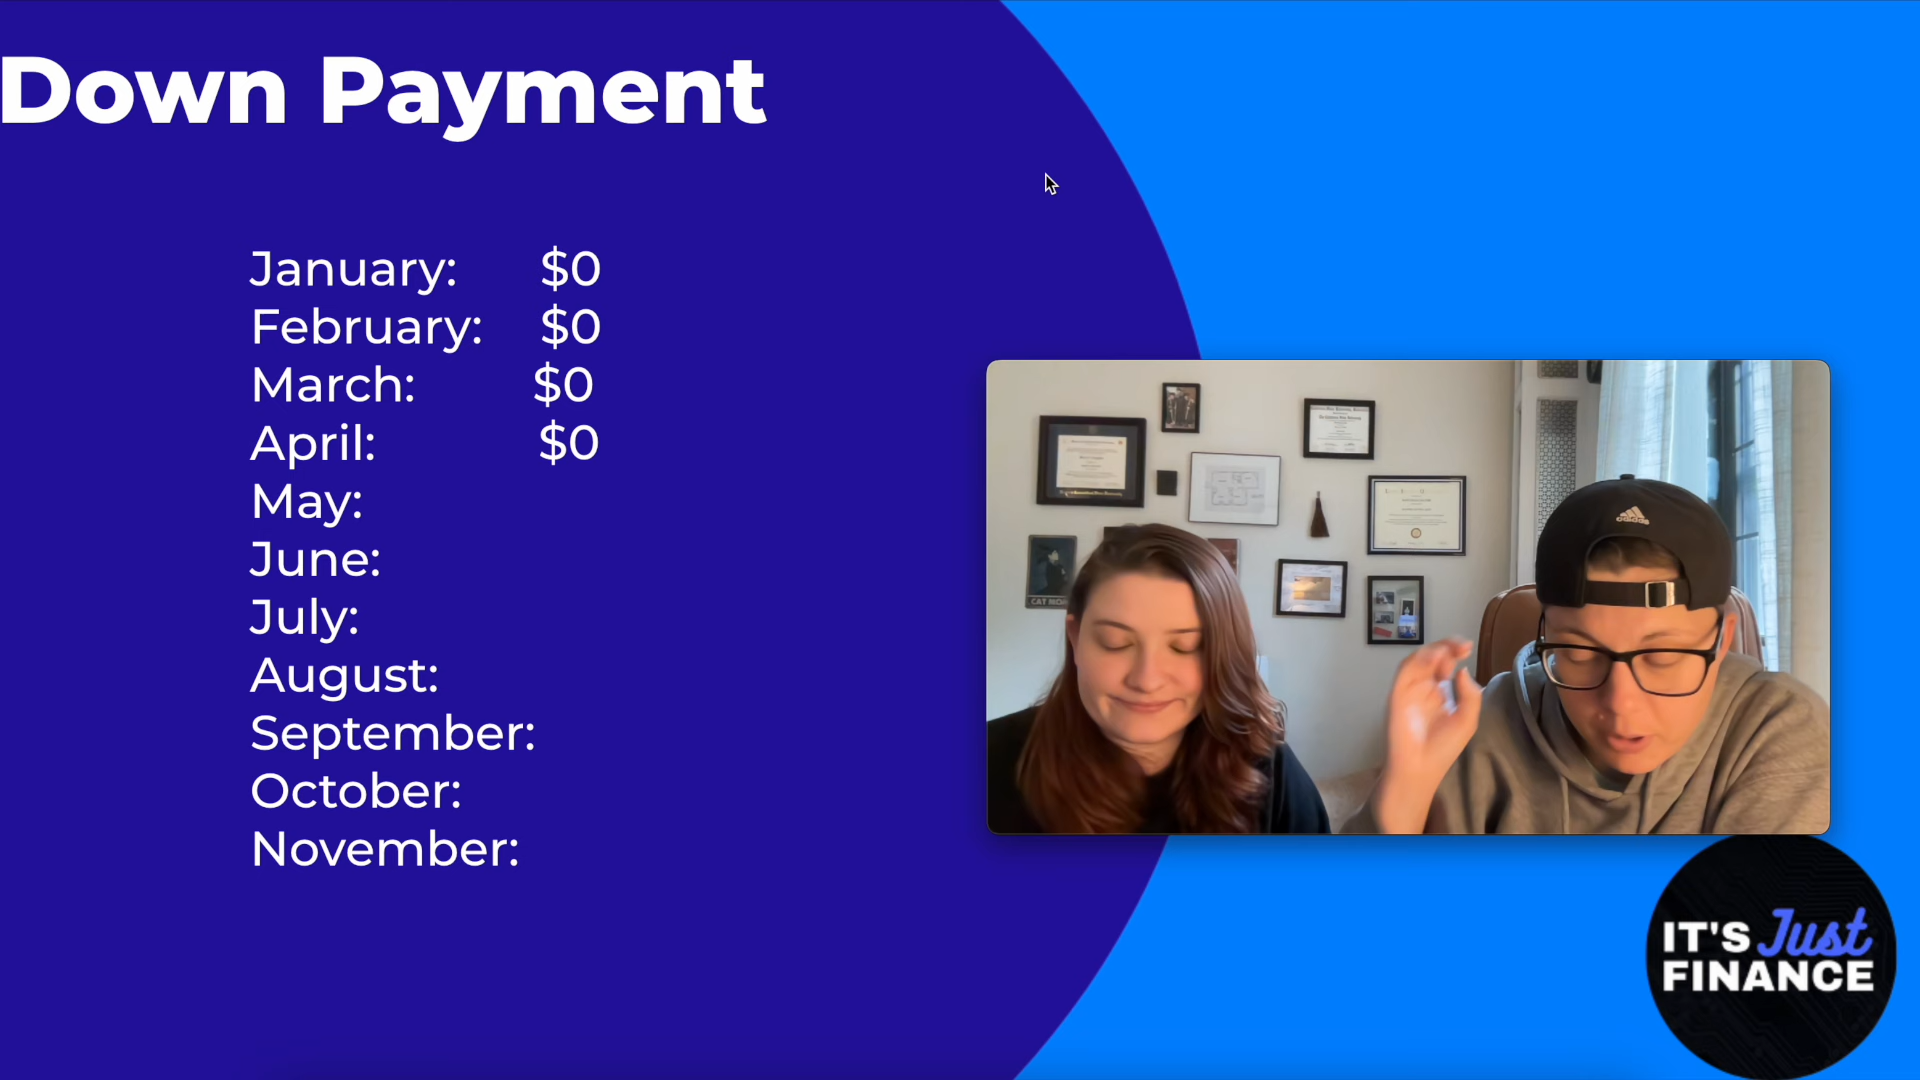 Down Payment
January: $0
February: $0
March: $0
April: $0
May:
June:
July:
August:
September:
October:
November:
adidas
IT'S Just
FINANCE